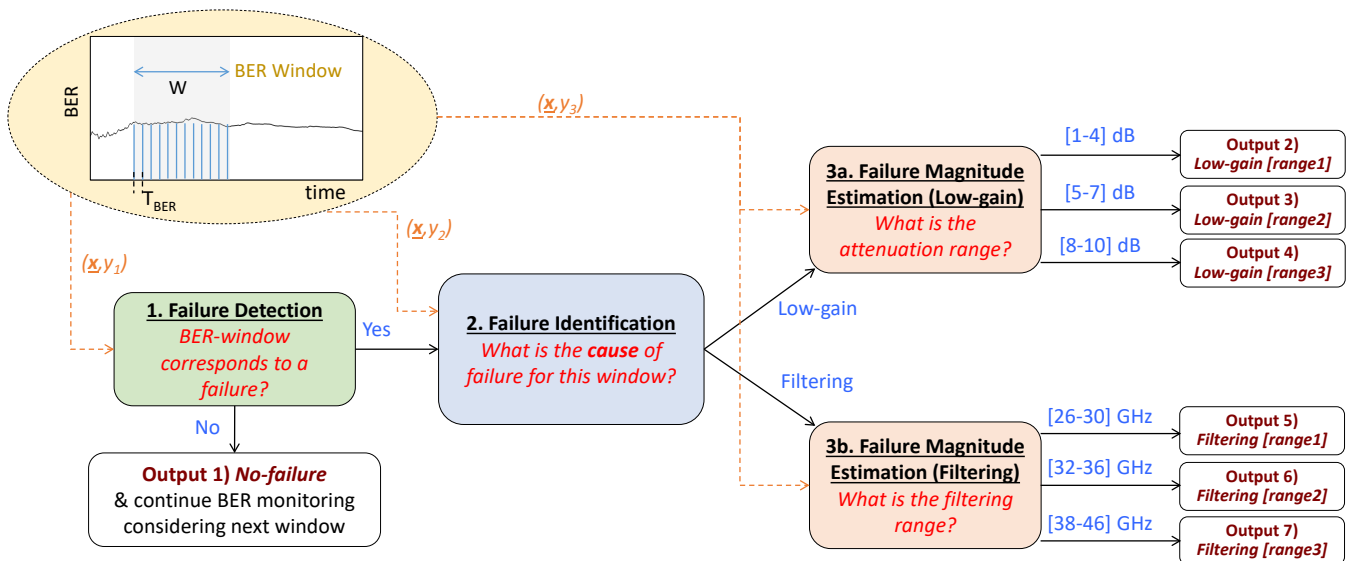 BER
BER Window
W
time
T_BER
(x,y₁)
(x,y₂)
(x,y₃)
1. Failure Detection
BER-window
corresponds to a
failure?
Yes
No
Output 1) No-failure
& continue BER monitoring
considering next window
2. Failure Identification
What is the cause of
failure for this window?
Low-gain
Filtering
3a. Failure Magnitude
Estimation (Low-gain)
What is the
attenuation range?
[1-4] dB
[5-7] dB
[8-10] dB
Output 2)
Low-gain [range1]
Output 3)
Low-gain [range2]
Output 4)
Low-gain [range3]
3b. Failure Magnitude
Estimation (Filtering)
What is the filtering
range?
[26-30] GHz
[32-36] GHz
[38-46] GHz
Output 5)
Filtering [range1]
Output 6)
Filtering [range2]
Output 7)
Filtering [range3]